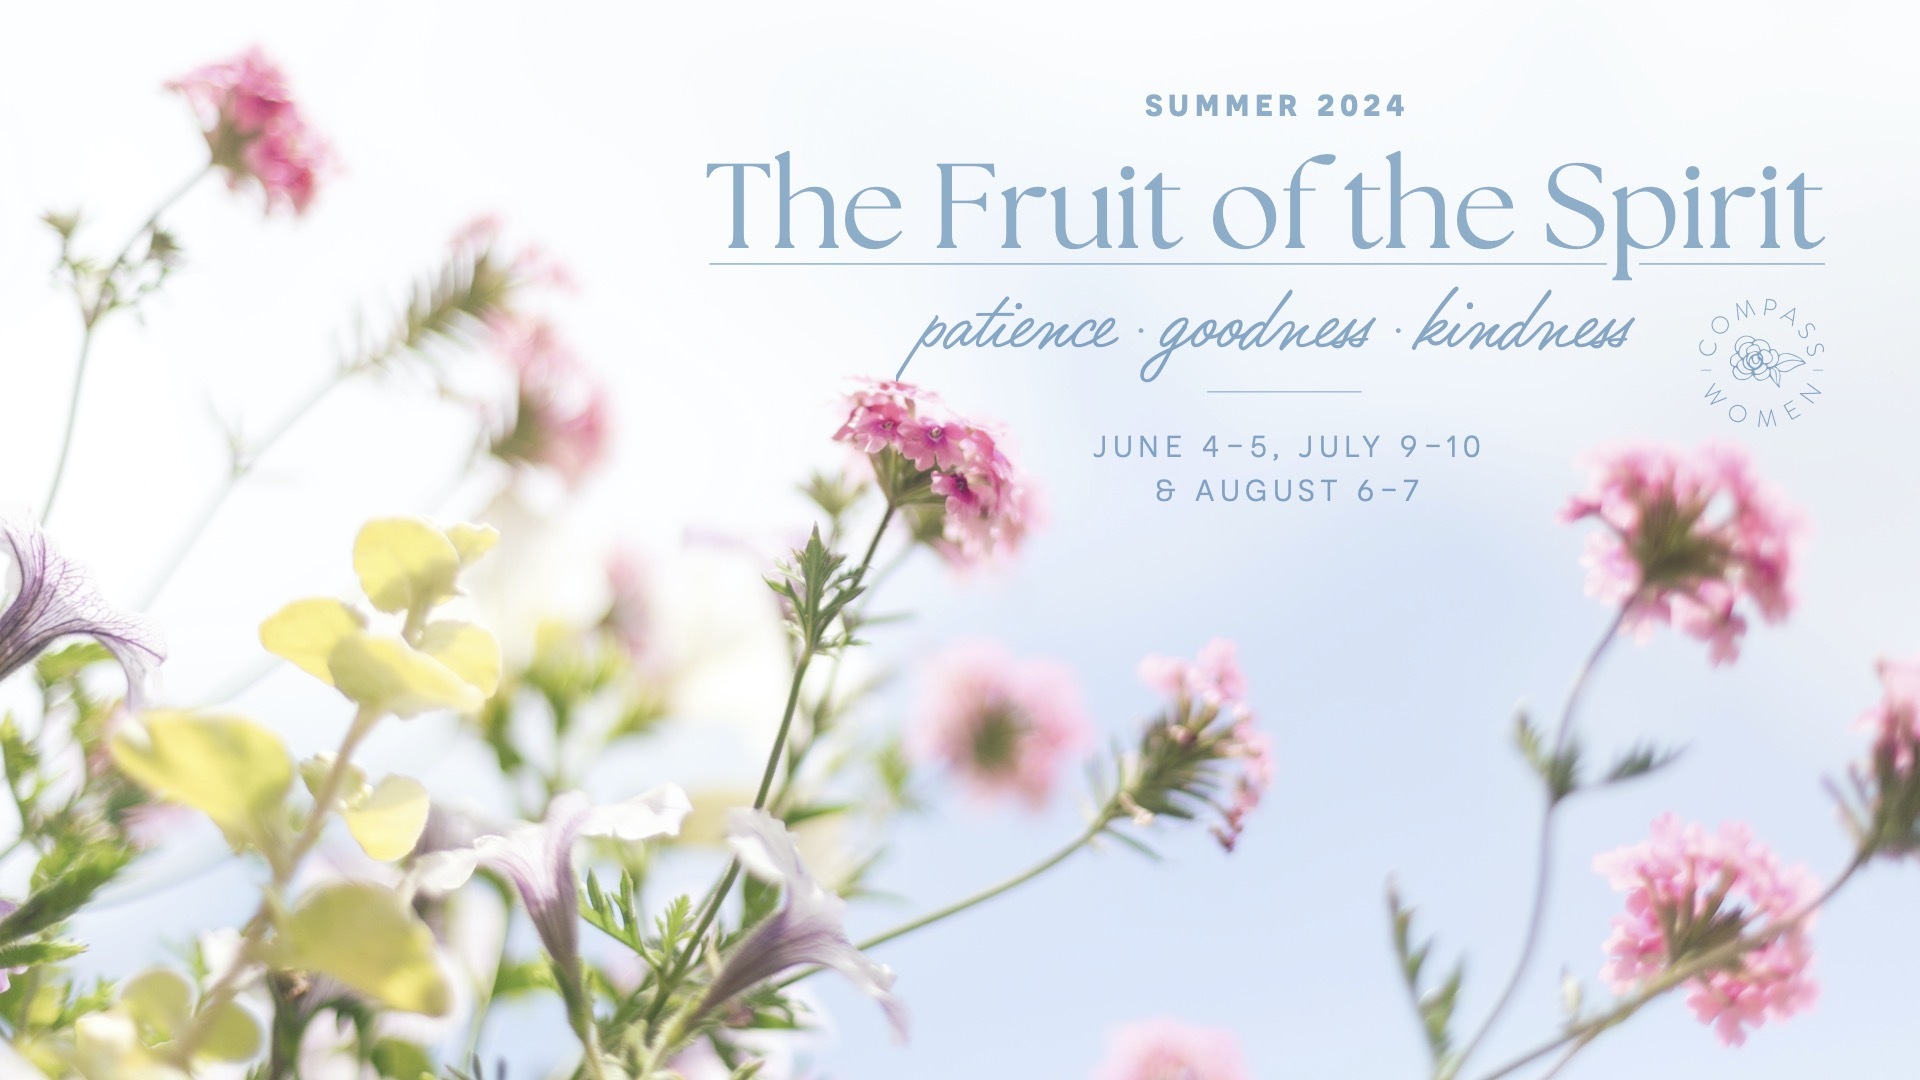 SUMMER 2024
The Fruit of the Spirit
patience · goodness · kindness
COMPASS WOMEN
JUNE 4–5, JULY 9–10
& AUGUST 6–7